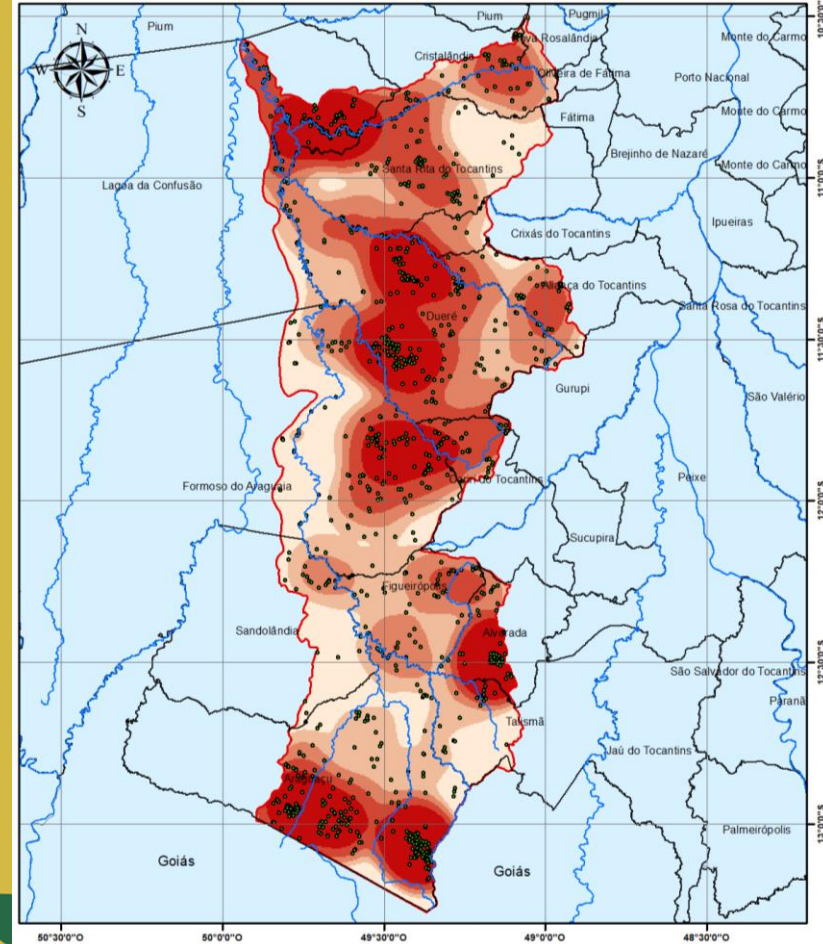 Pium
Pium
Pugmil
N
W
E
S
Nova Rosalândia
Monte do Carmo
Cristalândia
Oliveira de Fátima
Porto Nacional
Fátima
Monte do Carmo
Brejinho de Nazaré
Monte do Carmo
Santa Rita do Tocantins
Lagoa da Confusão
Ipueiras
Crixás do Tocantins
Aliança do Tocantins
Santa Rosa do Tocantins
Dueré
Gurupi
São Valério
Formoso do Araguaia
Cariri do Tocantins
Peixe
Sucupira
Figueirópolis
Sandolândia
Alvorada
São Salvador do Tocantins
Paranã
Talismã
Jaú do Tocantins
Araguaçu
Palmeirópolis
Goiás
Goiás
10°30'0"S
11°0'0"S
11°30'0"S
12°0'0"S
12°30'0"S
13°0'0"S
50°30'0"O
50°0'0"O
49°30'0"O
49°0'0"O
48°30'0"O